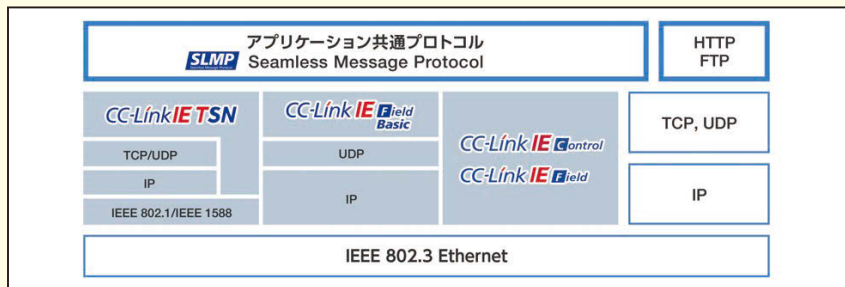 アプリケーション共通プロトコル
SLMP Seamless Message Protocol
HTTP
FTP
CC-Link IE TSN
TCP/UDP
IP
IEEE 802.1/IEEE 1588
CC-Link IE Field
Basic
UDP
IP
CC-Link IE Control
CC-Link IE Field
TCP, UDP
IP
IEEE 802.3 Ethernet